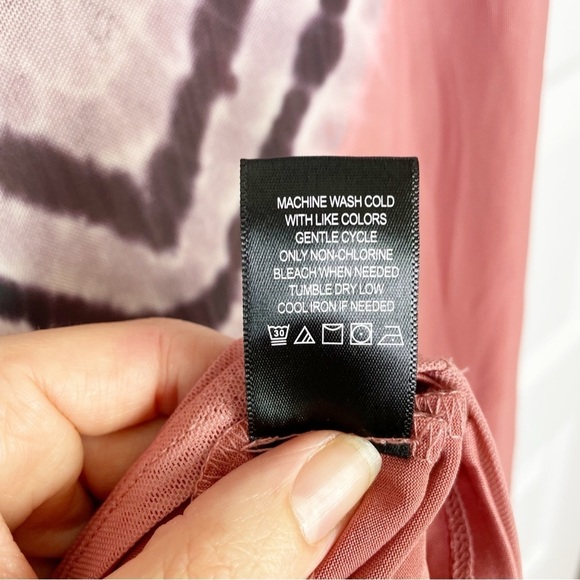 MACHINE WASH COLD
WITH LIKE COLORS
GENTLE CYCLE
ONLY NON-CHLORINE
BLEACH WHEN NEEDED
TUMBLE DRY LOW
COOL IRON IF NEEDED
30